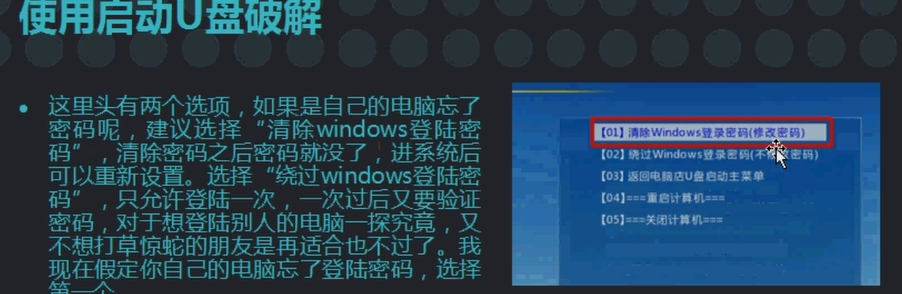 使用启动U盘破解
• 这里头有两个选项，如果是自己的电脑忘了
密码呢，建议选择“清除windows登陆密
码”，清除密码之后密码就没了，进系统后
可以重新设置。选择“绕过windows登陆密
码”，只允许登陆一次，一次过后又要验证
密码，对于想登陆别人的电脑一探究竟，又
不想打草惊蛇的朋友是再适合也不过了。我
现在假定你自己的电脑忘了登陆密码，选择
第一个
【01】清除Windows登录密码(修改密码)
【02】绕过Windows登录密码(不修改密码)
【03】返回电脑店U盘启动主菜单
【04】===重启计算机===
【05】===关闭计算机===